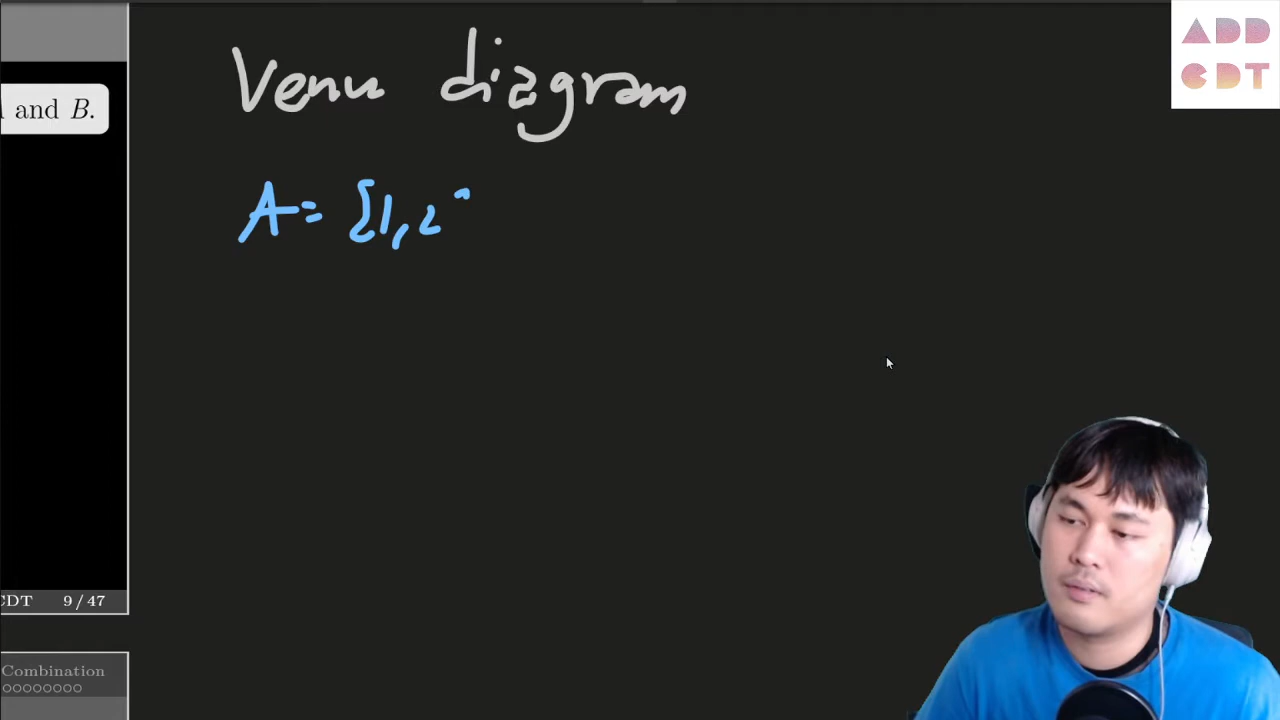 Venn diagram
ADD
CDT
and B.
A = {1, 2
CDT 9 / 47
Combination